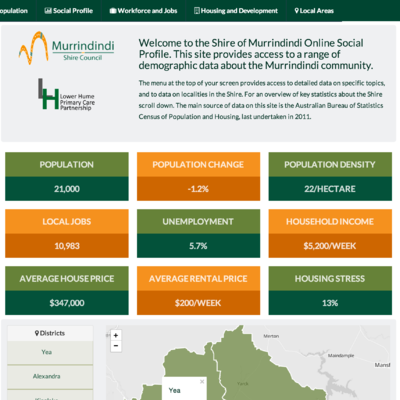 opulation Social Profile Workforce and Jobs Housing and Development Local Areas
Murrindindi
Shire Council
Lower Hume
Primary Care
Partnership
Welcome to the Shire of Murrindindi Online Social
Profile. This site provides access to a range of
demographic data about the Murrindindi community.
The menu at the top of your screen provides access to detailed data on specific topics,
and to data on localities in the Shire. For an overview of key statistics about the Shire
scroll down. The main source of data on this site is the Australian Bureau of Statistics
Census of Population and Housing, last undertaken in 2011.
POPULATION POPULATION CHANGE POPULATION DENSITY
21,000 -1.2% 22/HECTARE
LOCAL JOBS UNEMPLOYMENT HOUSEHOLD INCOME
10,983 5.7% $5,200/WEEK
AVERAGE HOUSE PRICE AVERAGE RENTAL PRICE HOUSING STRESS
$347,000 $200/WEEK 13%
Districts
Yea
Alexandra
+
-
Merton
Mand
Yea
×